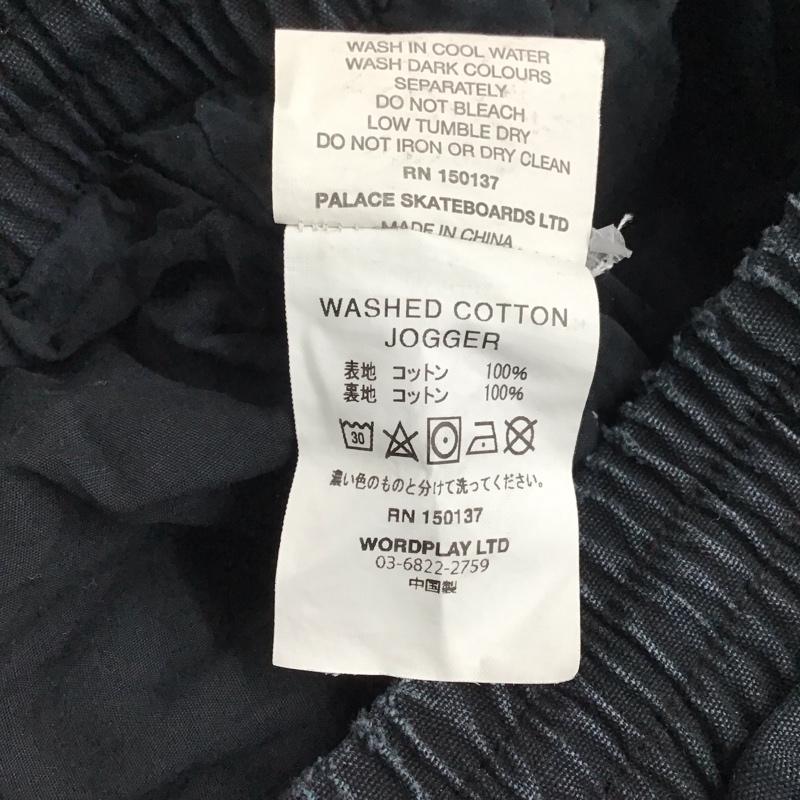 WASH IN COOL WATER
WASH DARK COLOURS
SEPARATELY
DO NOT BLEACH
LOW TUMBLE DRY
DO NOT IRON OR DRY CLEAN
RN 150137
PALACE SKATEBOARDS LTD
MADE IN CHINA
WASHED COTTON
JOGGER
表地 コットン 100%
裏地 コットン 100%
30
濃い色のものと分けて洗ってください。
RN 150137
WORDPLAY LTD
03-6822-2759
中国製